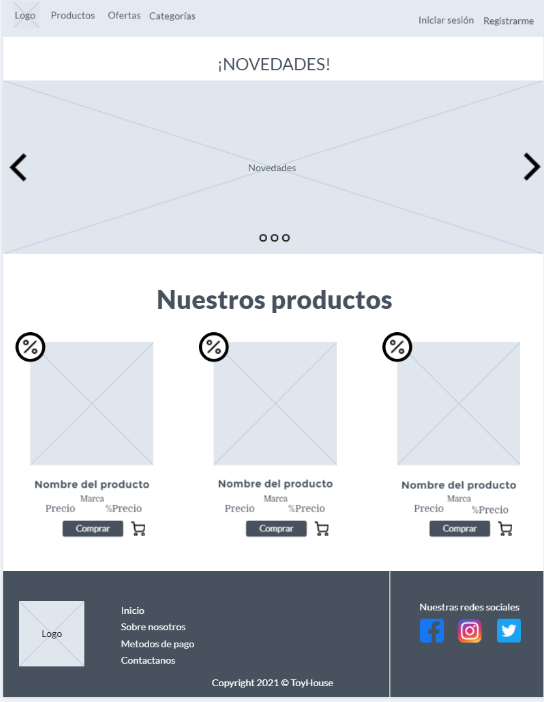 Logo Productos Ofertas Categorías Iniciar sesión Registrarme
¡NOVEDADES!
Novedades
Nuestros productos
% % %
Nombre del producto Nombre del producto Nombre del producto
Marca Marca Marca
Precio %Precio Precio %Precio Precio %Precio
Comprar Comprar Comprar
Logo
Inicio
Sobre nosotros
Metodos de pago
Contactanos
Nuestras redes sociales
Copyright 2021 © ToyHouse